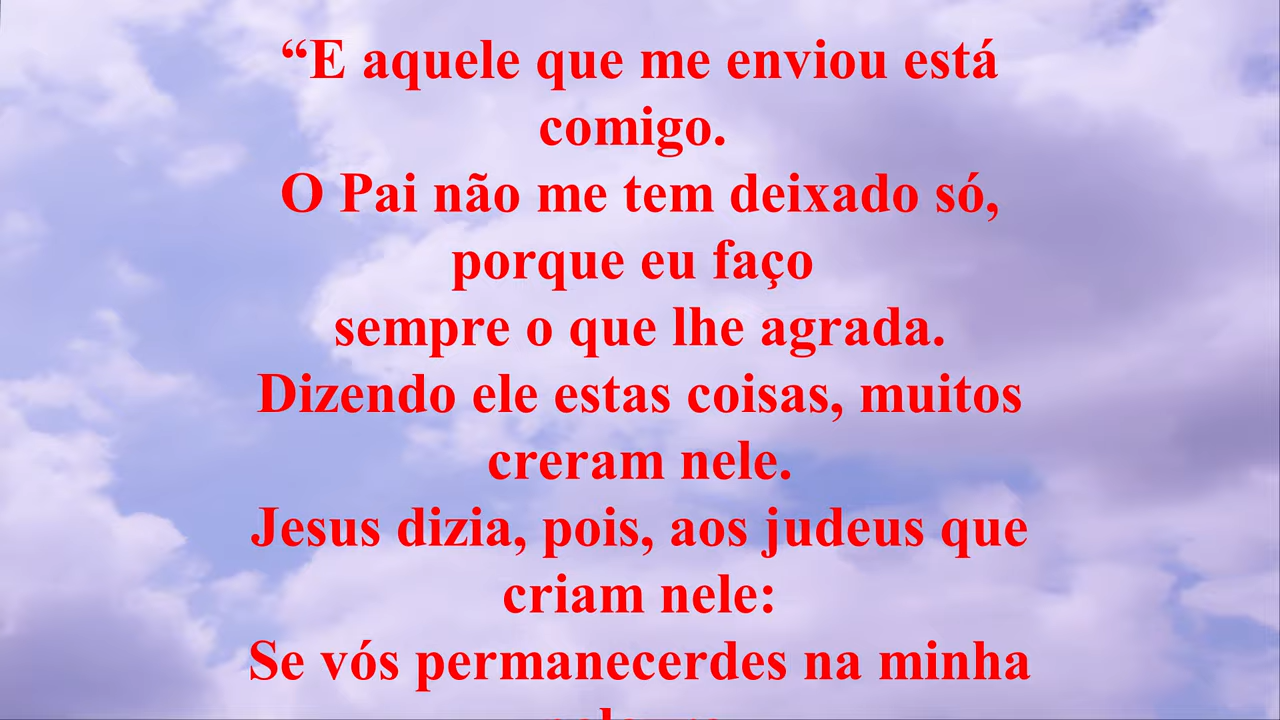 “E aquele que me enviou está
comigo.
O Pai não me tem deixado só,
porque eu faço
sempre o que lhe agrada.
Dizendo ele estas coisas, muitos
creram nele.
Jesus dizia, pois, aos judeus que
criam nele:
Se vós permanecerdes na minha